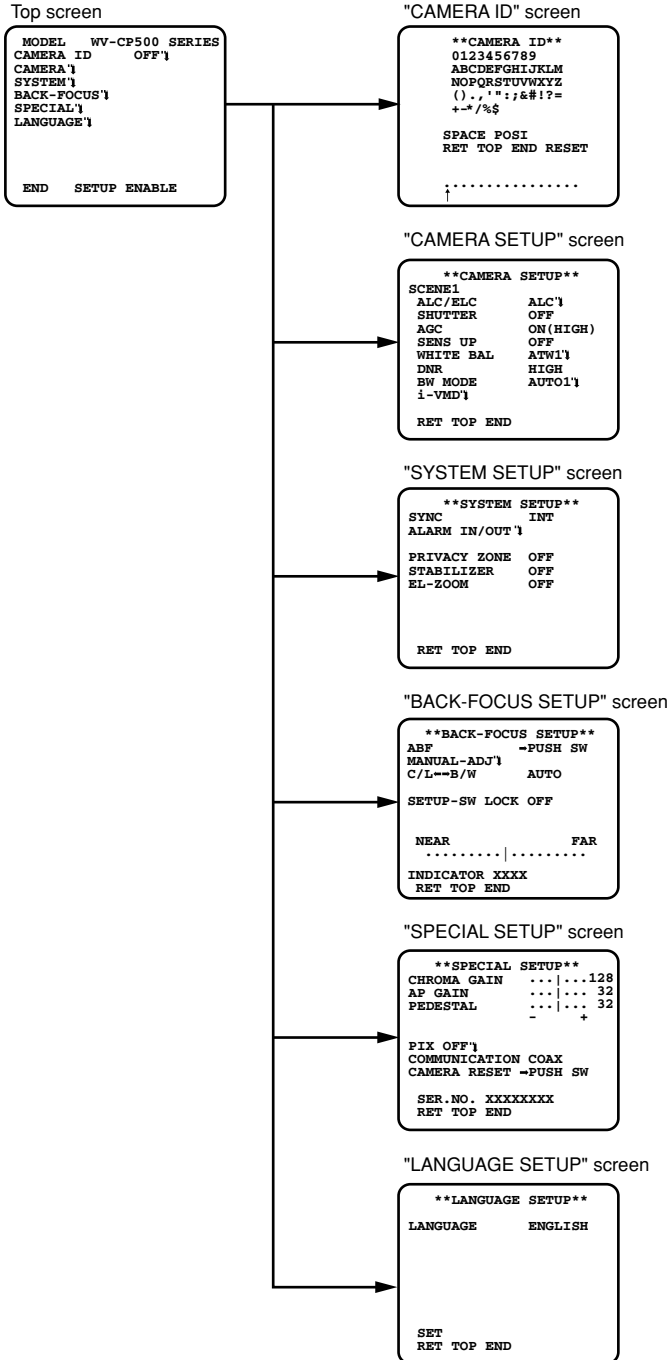 Top screen
MODEL WV-CP500 SERIES
CAMERA ID OFF
CAMERA
SYSTEM
BACK-FOCUS
SPECIAL
LANGUAGE
END SETUP ENABLE
"CAMERA ID" screen
**CAMERA ID**
0123456789
ABCDEFGHIJKLM
NOPQRSTUVWXYZ
().,'":;&#!?=
+-*/%$
SPACE POSI
RET TOP END RESET
................
↑
"CAMERA SETUP" screen
**CAMERA SETUP**
SCENE1
ALC/ELC ALC
SHUTTER OFF
AGC ON(HIGH)
SENS UP OFF
WHITE BAL ATW1
DNR HIGH
BW MODE AUTO1
i-VMD
RET TOP END
"SYSTEM SETUP" screen
**SYSTEM SETUP**
SYNC INT
ALARM IN/OUT
PRIVACY ZONE OFF
STABILIZER OFF
EL-ZOOM OFF
RET TOP END
"BACK-FOCUS SETUP" screen
**BACK-FOCUS SETUP**
ABF →PUSH SW
MANUAL-ADJ
C/L←→B/W AUTO
SETUP-SW LOCK OFF
NEAR FAR
.........|.........
INDICATOR XXXX
RET TOP END
"SPECIAL SETUP" screen
**SPECIAL SETUP**
CHROMA GAIN ...|...128
AP GAIN ...|... 32
PEDESTAL ...|... 32
- +
PIX OFF
COMMUNICATION COAX
CAMERA RESET →PUSH SW
SER.NO. XXXXXXXX
RET TOP END
"LANGUAGE SETUP" screen
**LANGUAGE SETUP**
LANGUAGE ENGLISH
SET
RET TOP END